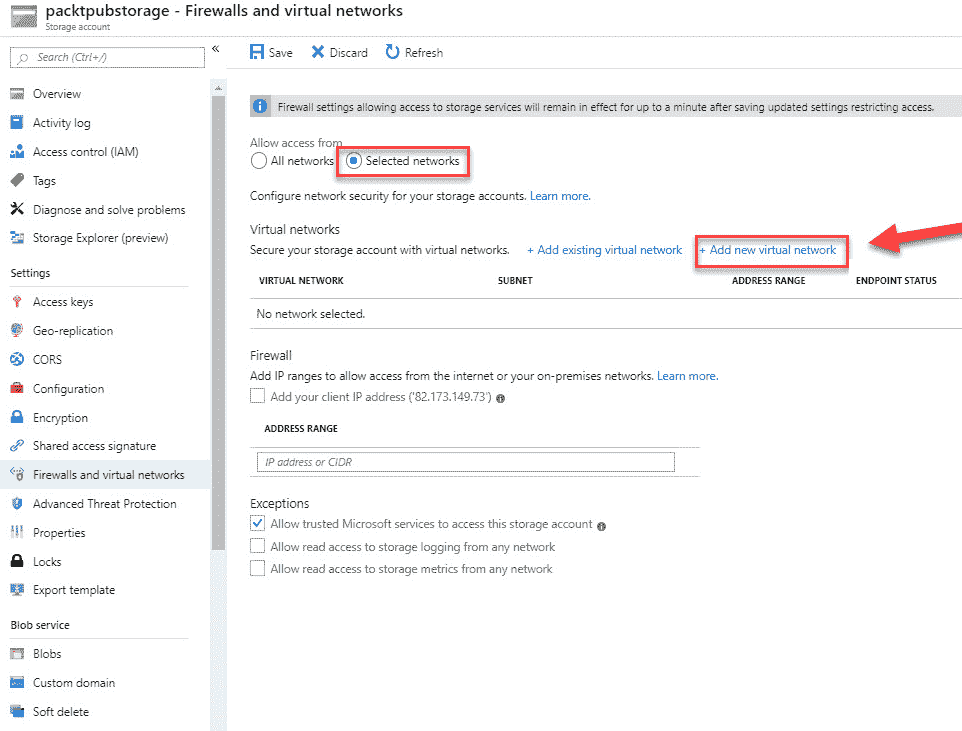 packtpubstorage - Firewalls and virtual networks
Storage account
Search (Ctrl+/)
«
Overview
Activity log
Access control (IAM)
Tags
Diagnose and solve problems
Storage Explorer (preview)
Settings
Access keys
Geo-replication
CORS
Configuration
Encryption
Shared access signature
Firewalls and virtual networks
Advanced Threat Protection
Properties
Locks
Export template
Blob service
Blobs
Custom domain
Soft delete
Save Discard Refresh
Firewall settings allowing access to storage services will remain in effect for up to a minute after saving updated settings restricting access.
Allow access from
All networks Selected networks
Configure network security for your storage accounts. Learn more.
Virtual networks
Secure your storage account with virtual networks. + Add existing virtual network + Add new virtual network
VIRTUAL NETWORK SUBNET ADDRESS RANGE ENDPOINT STATUS
No network selected.
Firewall
Add IP ranges to allow access from the internet or your on-premises networks. Learn more.
Add your client IP address ('82.173.149.73')
ADDRESS RANGE
IP address or CIDR
Exceptions
Allow trusted Microsoft services to access this storage account
Allow read access to storage logging from any network
Allow read access to storage metrics from any network